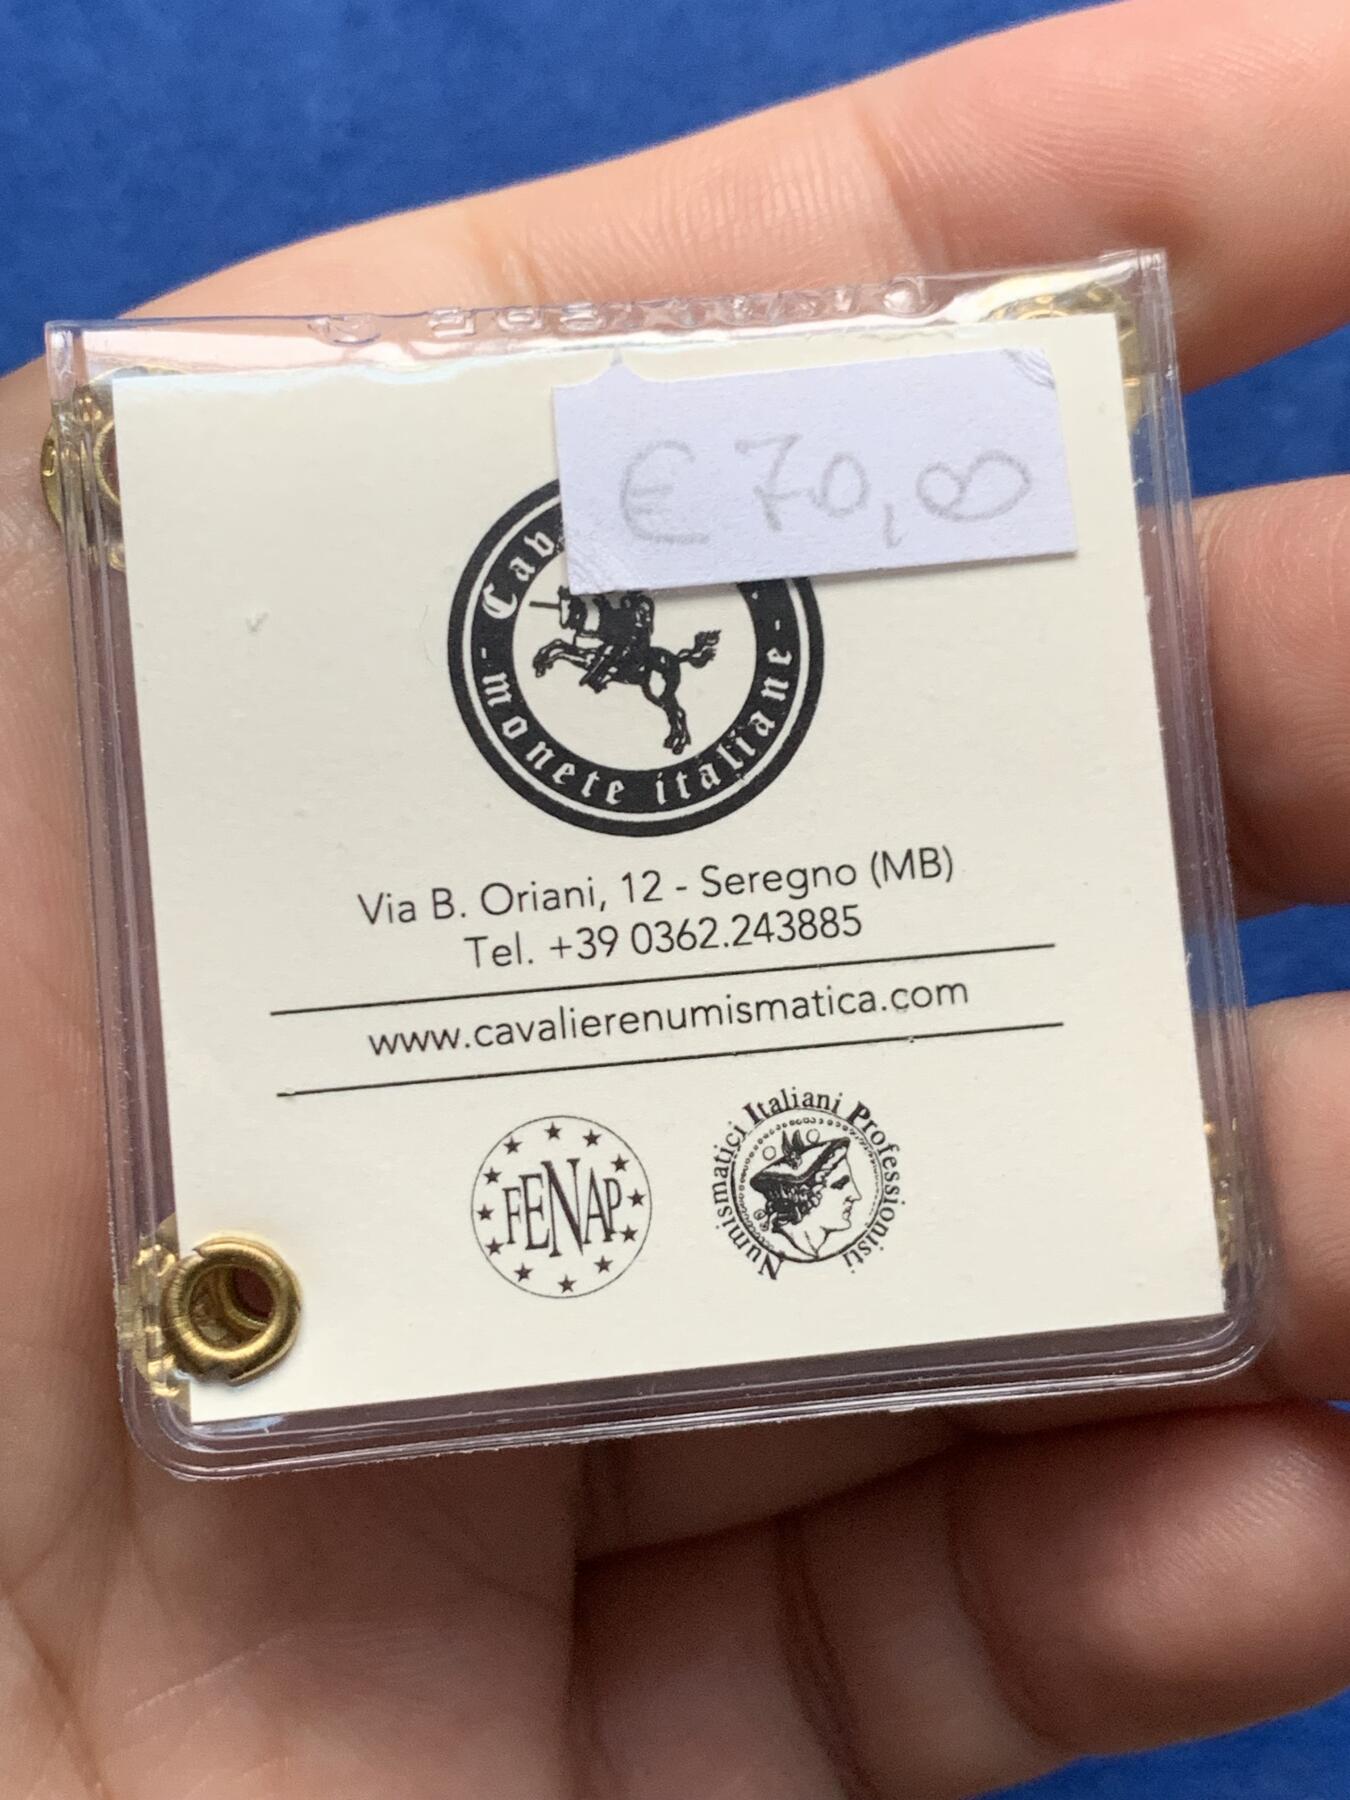 € 70,00
Cav
- monete italiane -
Via B. Oriani, 12 - Seregno (MB)
Tel. +39 0362.243885
www.cavalierenumismatica.com
FENAP
Numismatici Italiani Professionisti